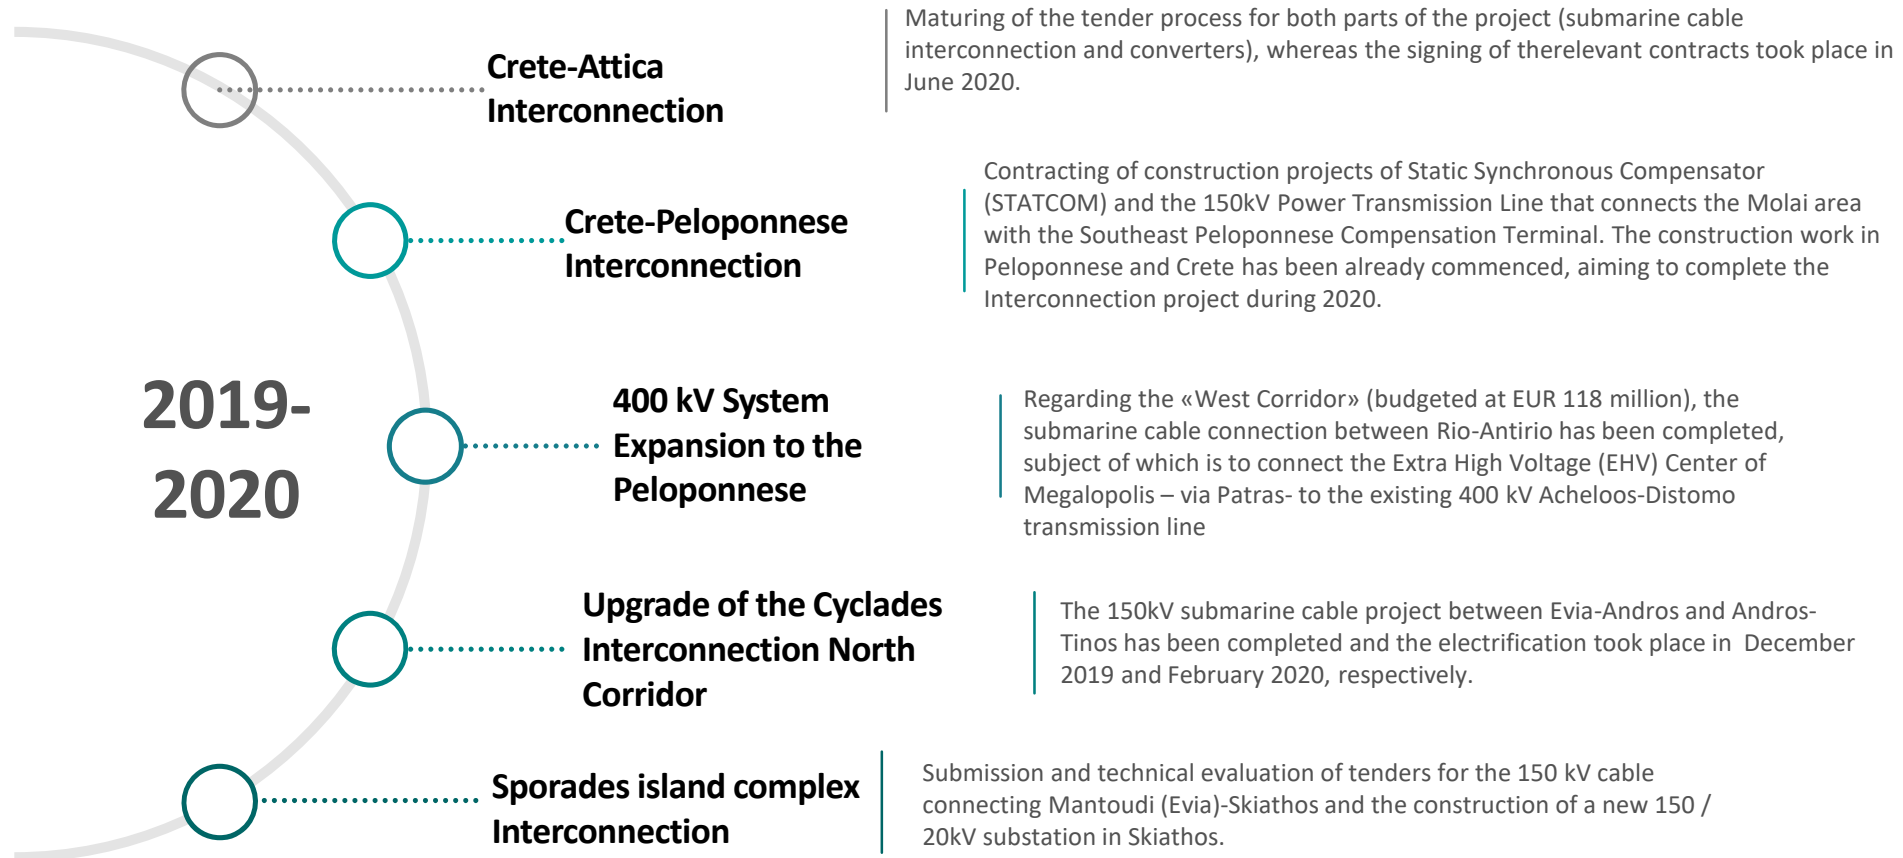 2019-
2020
Crete-Attica
Interconnection
Maturing of the tender process for both parts of the project (submarine cable
interconnection and converters), whereas the signing of therelevant contracts took place in
June 2020.
Crete-Peloponnese
Interconnection
Contracting of construction projects of Static Synchronous Compensator
(STATCOM) and the 150kV Power Transmission Line that connects the Molai area
with the Southeast Peloponnese Compensation Terminal. The construction work in
Peloponnese and Crete has been already commenced, aiming to complete the
Interconnection project during 2020.
400 kV System
Expansion to the
Peloponnese
Regarding the «West Corridor» (budgeted at EUR 118 million), the
submarine cable connection between Rio-Antirio has been completed,
subject of which is to connect the Extra High Voltage (EHV) Center of
Megalopolis – via Patras- to the existing 400 kV Acheloos-Distomo
transmission line
Upgrade of the Cyclades
Interconnection North
Corridor
The 150kV submarine cable project between Evia-Andros and Andros-
Tinos has been completed and the electrification took place in  December
2019 and February 2020, respectively.
Sporades island complex
Interconnection
Submission and technical evaluation of tenders for the 150 kV cable
connecting Mantoudi (Evia)-Skiathos and the construction of a new 150 /
20kV substation in Skiathos.